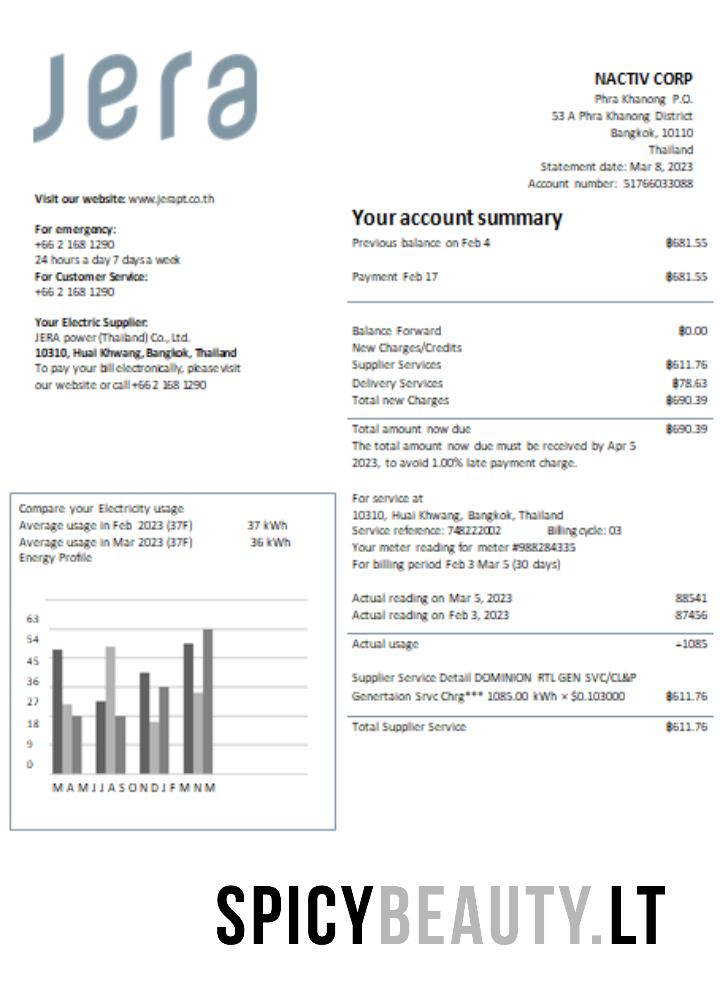 jera
NACTIV CORP
Phra Khanong P.O.
53 A Phra Khanong District
Bangkok, 10110
Thailand
Statement date: Mar 8, 2023
Account number: 51766033088
Visit our website: www.jerapt.co.th
For emergency:
+66 2 168 1290
24 hours a day 7 days a week
For Customer Service:
+66 2 168 1290
Your Electric Supplier:
JERA power (Thailand) Co., Ltd.
10310, Huai Khwang, Bangkok, Thailand
To pay your bill electronically, please visit
our website or call +66 2 168 1290
Your account summary
Previous balance on Feb 4 ฿681.55
Payment Feb 17 ฿681.55
Balance Forward ฿0.00
New Charges/Credits
Supplier Services ฿611.76
Delivery Services ฿78.63
Total new Charges ฿690.39
Total amount now due ฿690.39
The total amount now due must be received by Apr 5
2023, to avoid 1.00% late payment charge.
For service at
10310, Huai Khwang, Bangkok, Thailand
Service reference: 748222002 Billing cycle: 03
Your meter reading for meter #988284335
For billing period Feb 3 Mar 5 (30 days)
Actual reading on Mar 5, 2023 88541
Actual reading on Feb 3, 2023 87456
Actual usage =1085
Supplier Service Detail DOMINION RTL GEN SVC/CL&P
Genertaion Srvc Chrg*** 1085.00 kWh × $0.103000 ฿611.76
Total Supplier Service ฿611.76
Compare your Electricity usage
Average usage in Feb 2023 (37F) 37 kWh
Average usage in Mar 2023 (37F) 36 kWh
Energy Profile
63
54
45
36
27
18
9
0
M A M J J A S O N D J F M N M
SPICYBEAUTY.LT